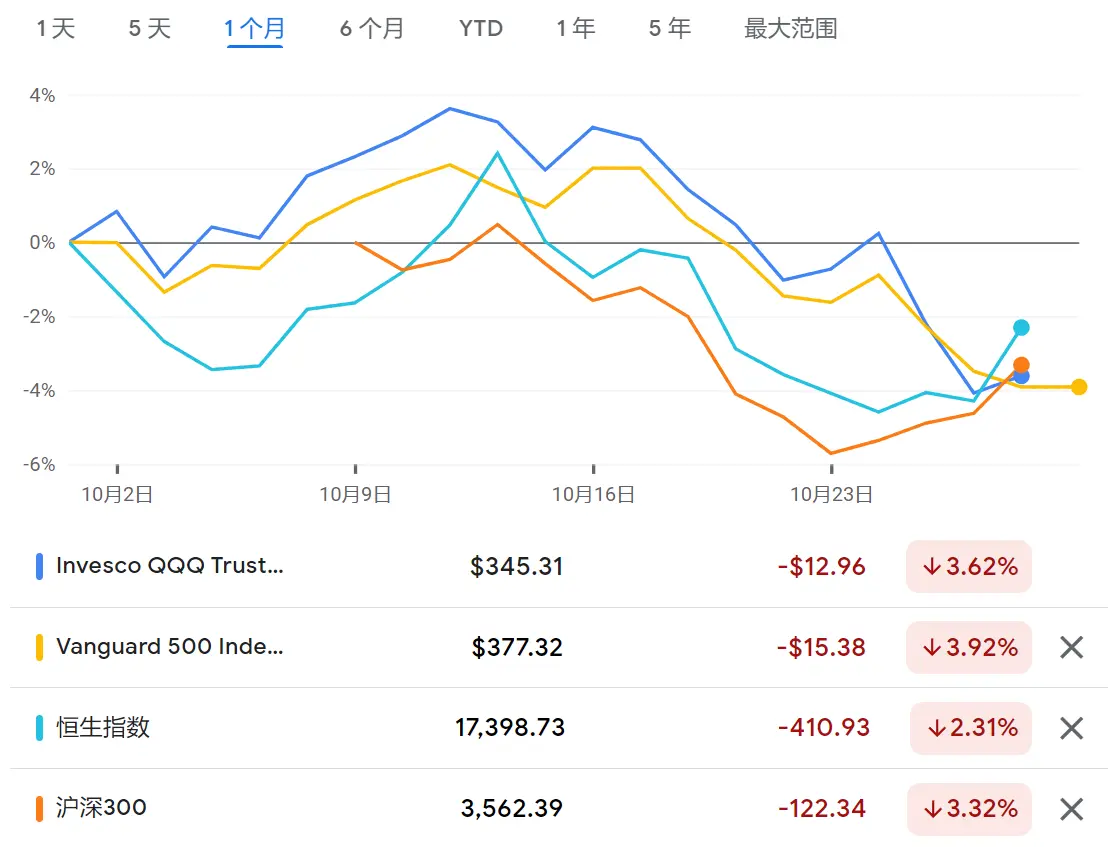 1 天 5 天 1 个月 6 个月 YTD 1 年 5 年 最大范围
4%
2%
0%
-2%
-4%
-6%
10月2日 10月9日 10月16日 10月23日
Invesco QQQ Trust... $345.31 -$12.96 ↓3.62%
Vanguard 500 Inde... $377.32 -$15.38 ↓3.92%
恒生指数 17,398.73 -410.93 ↓2.31%
沪深300 3,562.39 -122.34 ↓3.32%